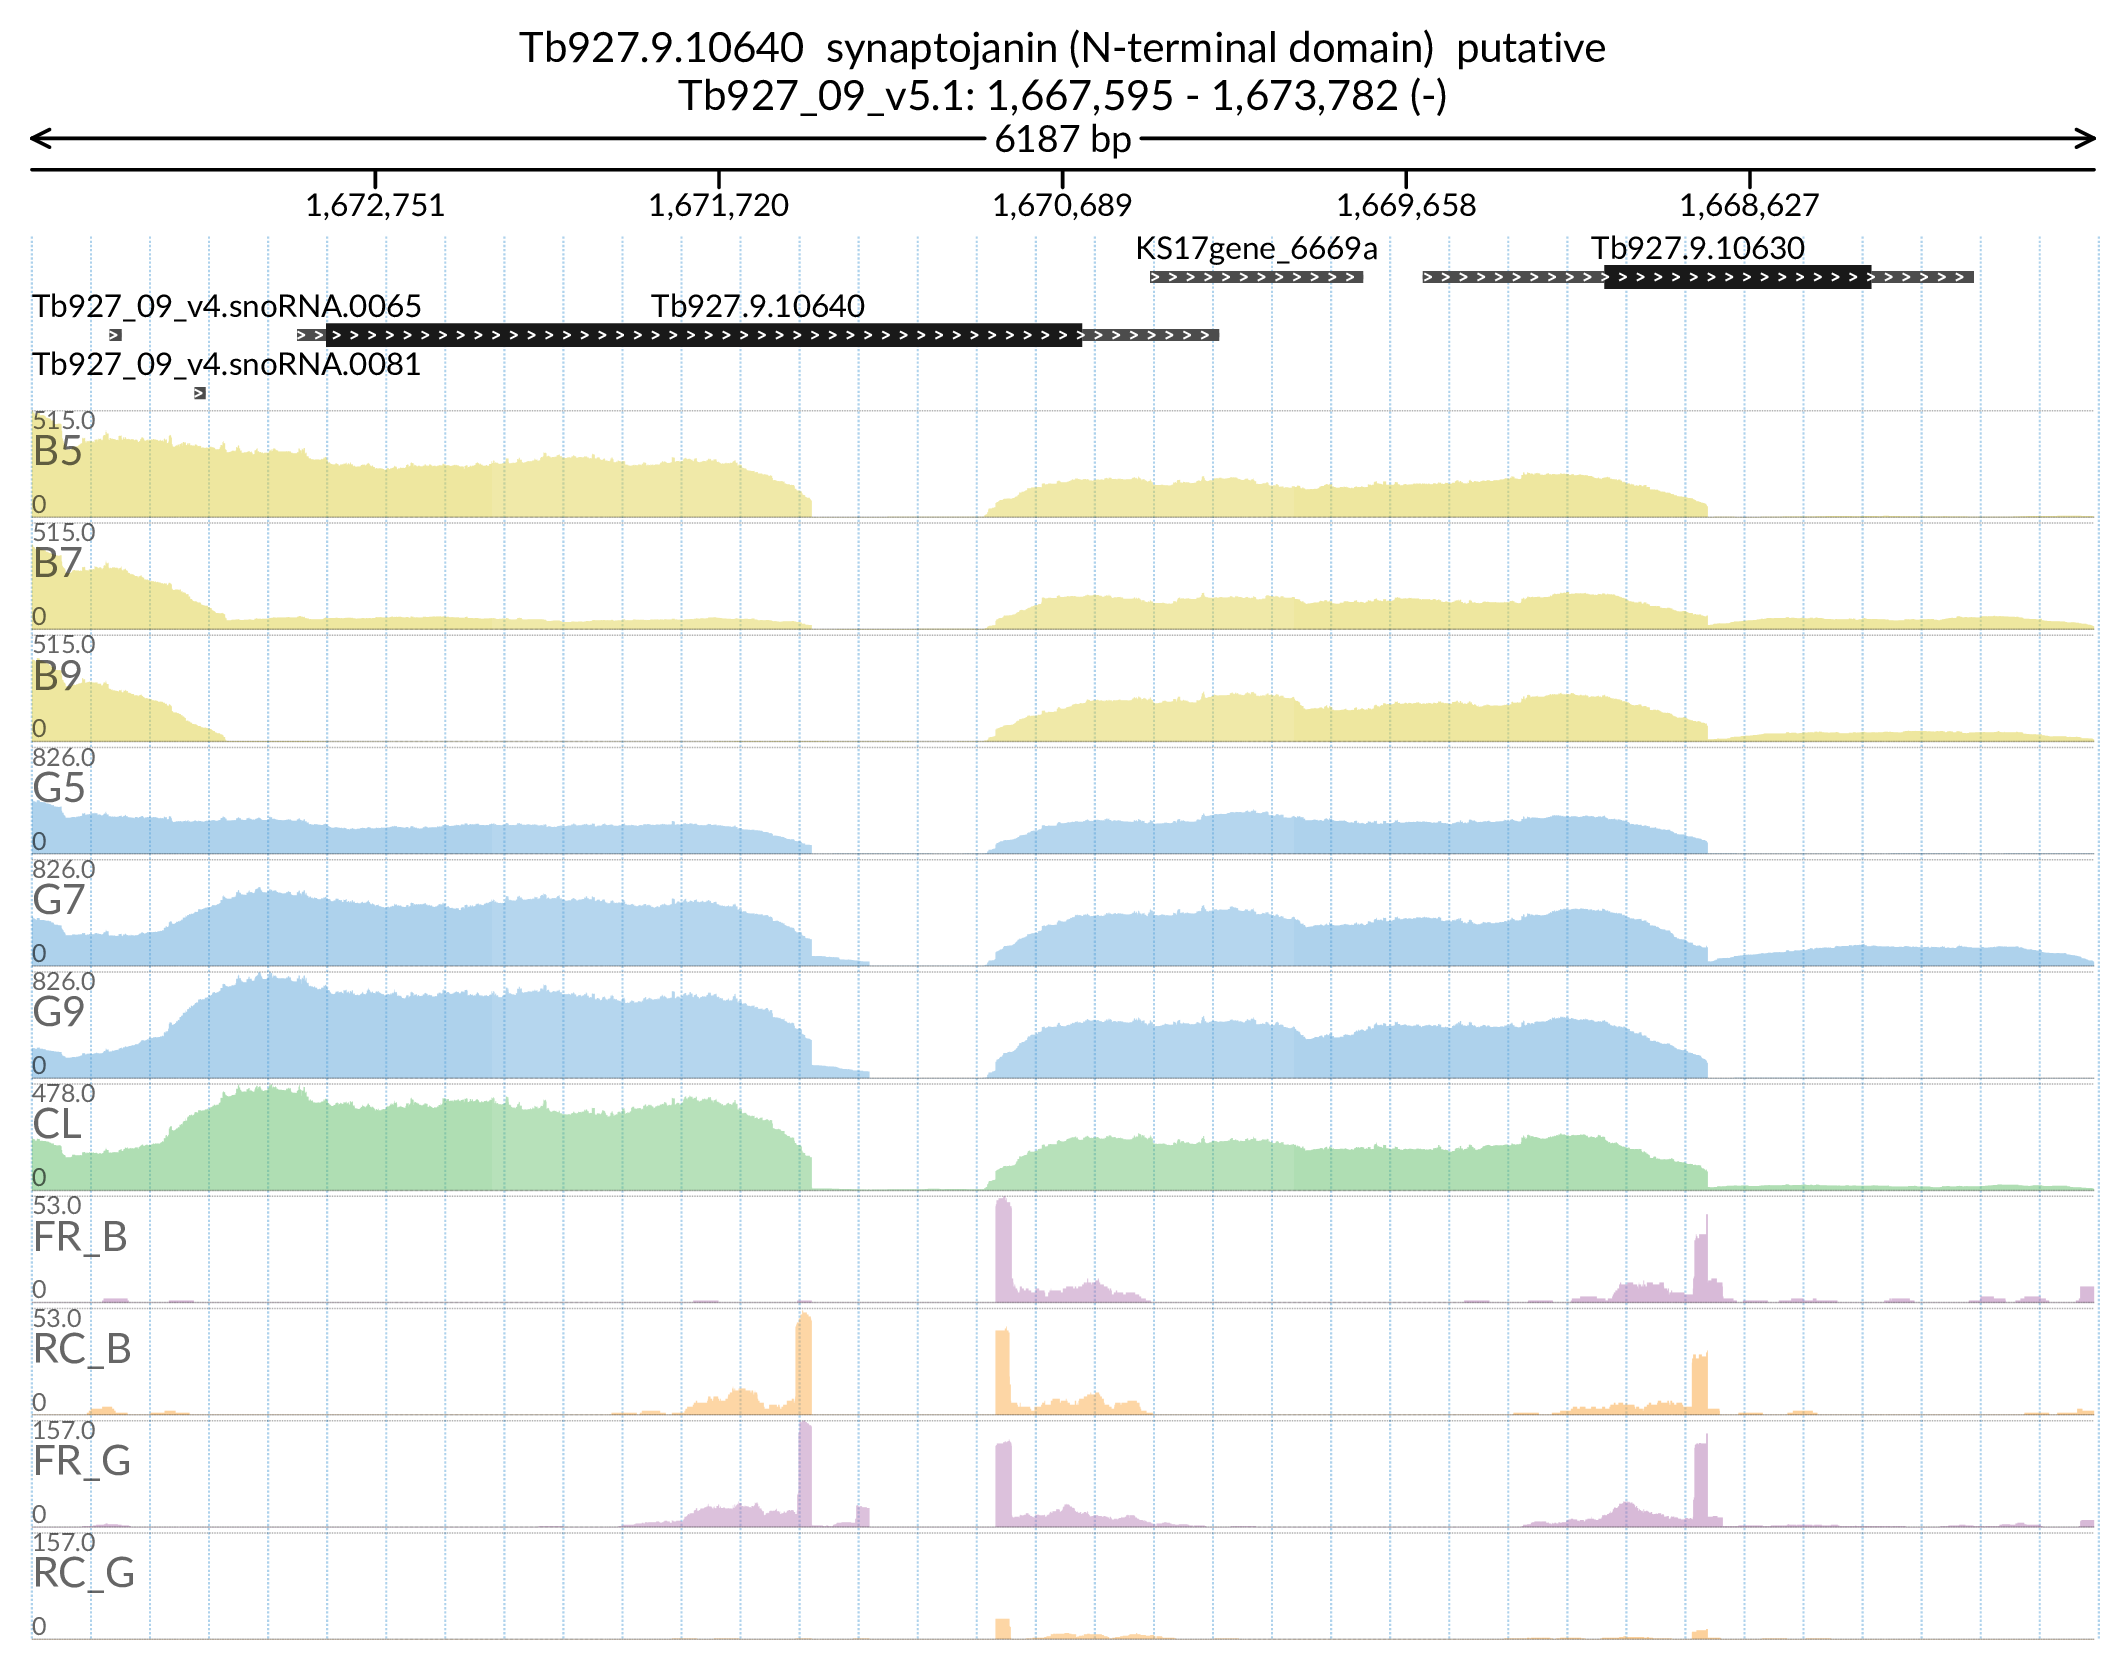 Tb927.9.10640  synaptojanin (N-terminal domain)  putative
Tb927_09_v5.1: 1,667,595 - 1,673,782 (-)
6187 bp
1,672,751 1,671,720 1,670,689 1,669,658 1,668,627
KS17gene_6669a Tb927.9.10630
Tb927_09_v4.snoRNA.0065 Tb927.9.10640
Tb927_09_v4.snoRNA.0081
515.0
B5
0
515.0
B7
0
515.0
B9
0
826.0
G5
0
826.0
G7
0
826.0
G9
0
478.0
CL
0
53.0
FR_B
0
53.0
RC_B
0
157.0
FR_G
0
157.0
RC_G
0